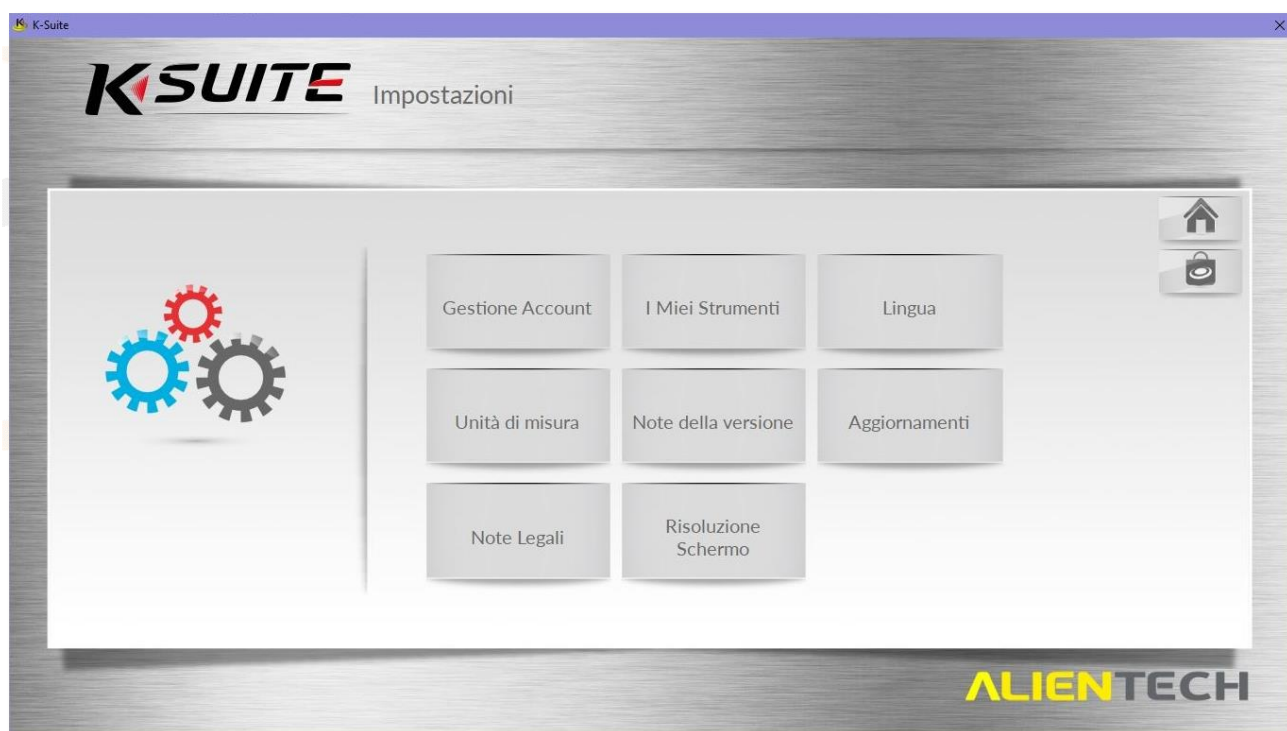 K-Suite
K-SUITE Impostazioni
Gestione Account
I Miei Strumenti
Lingua
Unità di misura
Note della versione
Aggiornamenti
Note Legali
Risoluzione
Schermo
ALIENTECH